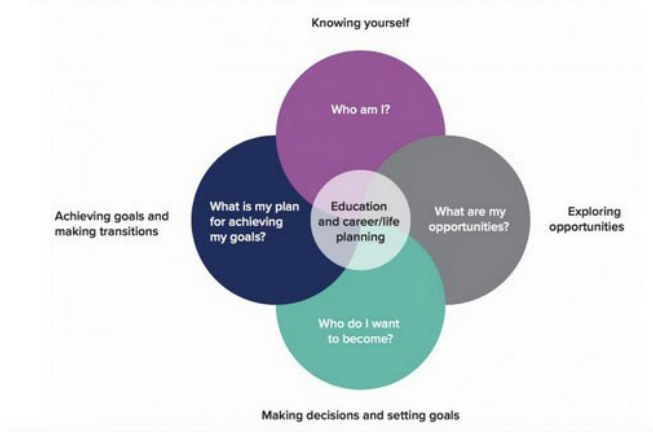 Knowing yourself
Who am I?
Achieving goals and
making transitions
What is my plan
for achieving
my goals?
Education
and career/life
planning
What are my
opportunities?
Exploring
opportunities
Who do I want
to become?
Making decisions and setting goals